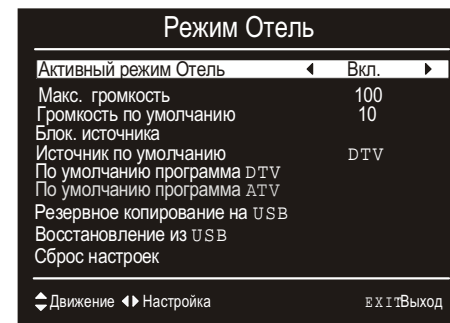 Режим Отель
Активный режим Отель Вкл.
Макс. громкость 100
Громкость по умолчанию 10
Блок. источника
Источник по умолчанию DTV
По умолчанию программа DTV
По умолчанию программа ATV
Резервное копирование на USB
Восстановление из USB
Сброс настроек
Движение Настройка EXITВыход